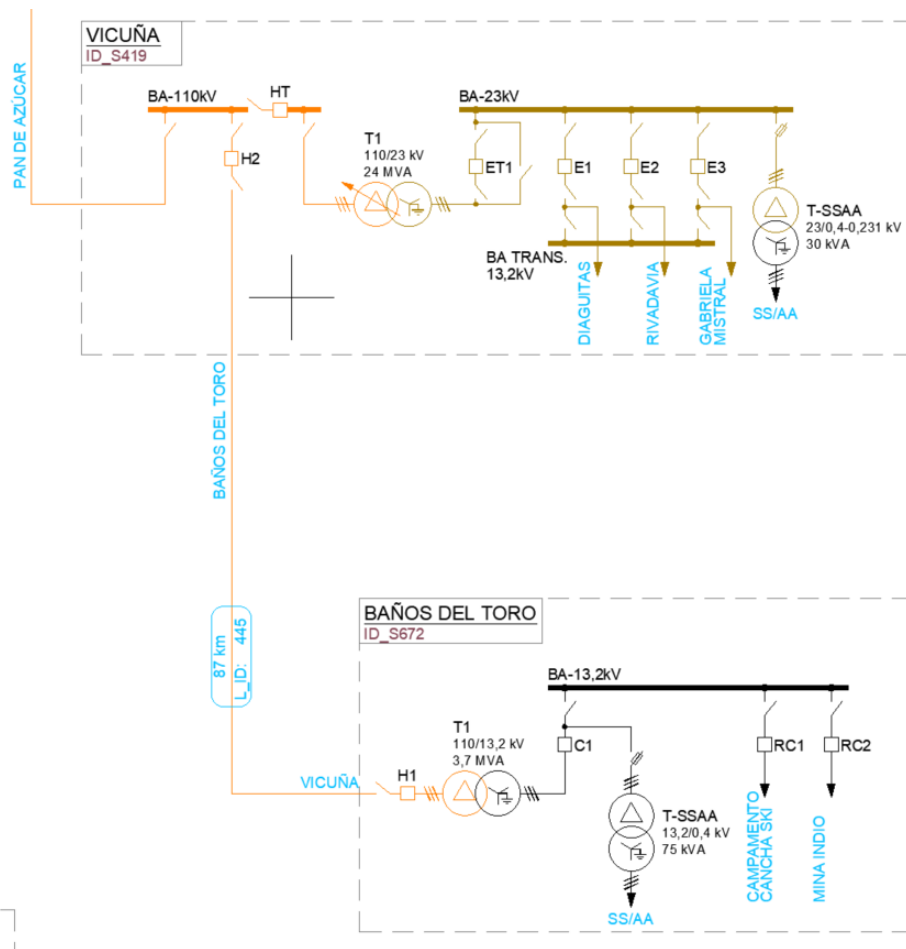 VICUÑA
ID_S419
PAN DE AZÚCAR
BA-110kV
HT
H2
T1
110/23 kV
24 MVA
BA-23kV
ET1
E1
E2
E3
T-SSAA
23/0,4-0,231 kV
30 kVA
SS/AA
BA TRANS.
13,2kV
DIAGUITAS
RIVADAVIA
GABRIELA
MISTRAL
BAÑOS DEL TORO
87 km
L_ID: 445
BAÑOS DEL TORO
ID_S672
VICUÑA
H1
T1
110/13,2 kV
3,7 MVA
BA-13,2kV
C1
T-SSAA
13,2/0,4 kV
75 kVA
SS/AA
RC1
RC2
CAMPAMENTO
CANCHA SKI
MINA INDIO